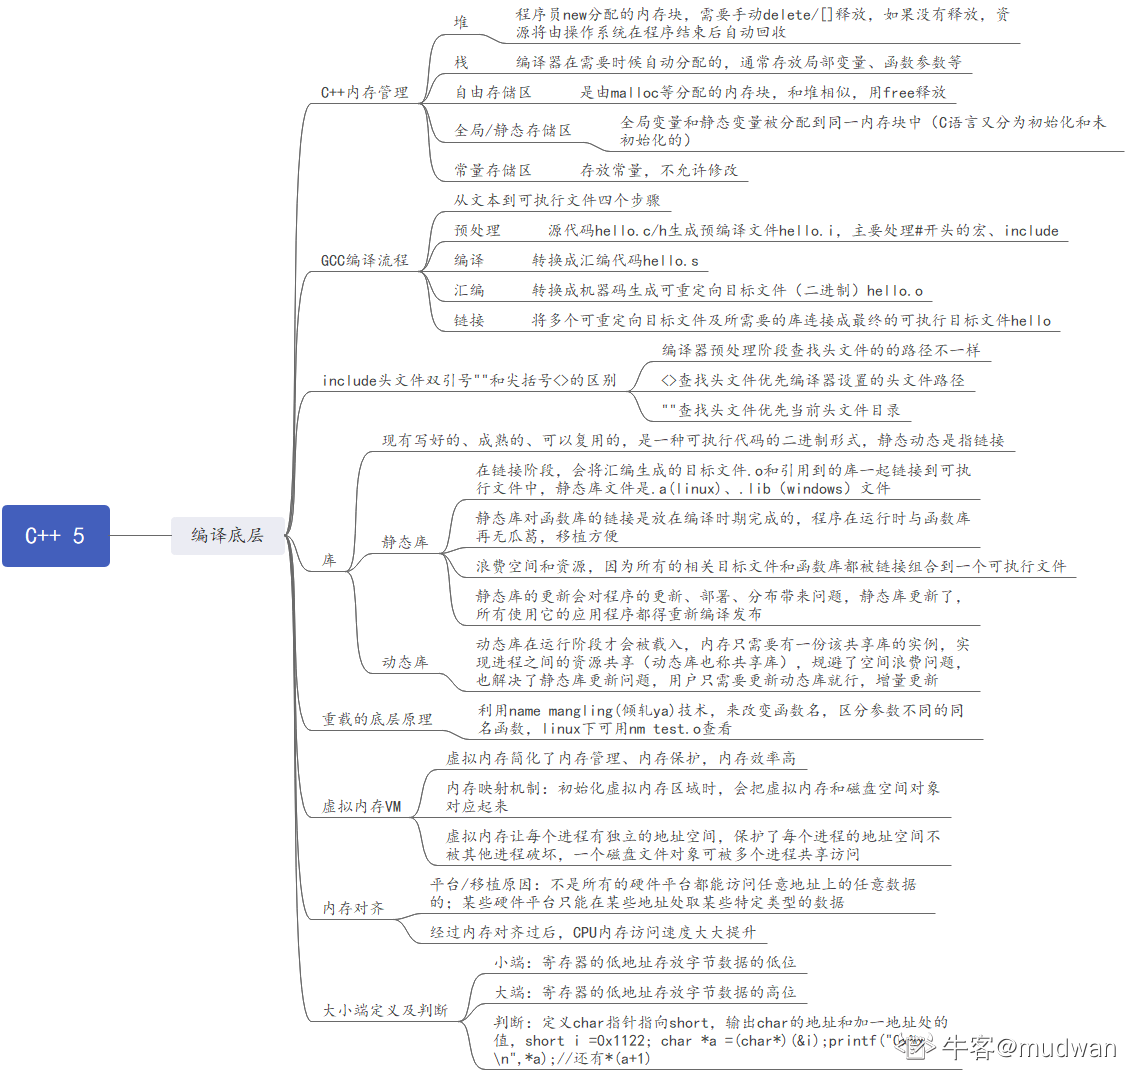 C++ 5
编译底层
C++内存管理
堆
程序员new分配的内存块，需要手动delete/[]释放，如果没有释放，资
源将由操作系统在程序结束后自动回收
栈
编译器在需要时候自动分配的，通常存放局部变量、函数参数等
自由存储区
是由malloc等分配的内存块，和堆相似，用free释放
全局/静态存储区
全局变量和静态变量被分配到同一内存块中（C语言又分为初始化和未
初始化的）
常量存储区
存放常量，不允许修改
GCC编译流程
从文本到可执行文件四个步骤
预处理
源代码hello.c/h生成预编译文件hello.i，主要处理#开头的宏、include
编译
转换成汇编代码hello.s
汇编
转换成机器码生成可重定向目标文件（二进制）hello.o
链接
将多个可重定向目标文件及所需要的库连接成最终的可执行目标文件hello
include头文件双引号""和尖括号<>的区别
编译器预处理阶段查找头文件的的路径不一样
<>查找头文件优先编译器设置的头文件路径
""查找头文件优先当前头文件目录
库
现有写好的、成熟的、可以复用的，是一种可执行代码的二进制形式，静态动态是指链接
静态库
在链接阶段，会将汇编生成的目标文件.o和引用到的库一起链接到可执
行文件中，静态库文件是.a(linux)、.lib（windows）文件
静态库对函数库的链接是放在编译时期完成的，程序在运行时与函数库
再无瓜葛，移植方便
浪费空间和资源，因为所有的相关目标文件和函数库都被链接组合到一个可执行文件
静态库的更新会对程序的更新、部署、分布带来问题，静态库更新了，
所有使用它的应用程序都得重新编译发布
动态库
动态库在运行阶段才会被载入，内存只需要有一份该共享库的实例，实
现进程之间的资源共享（动态库也称共享库），规避了空间浪费问题，
也解决了静态库更新问题，用户只需要更新动态库就行，增量更新
重载的底层原理
利用name mangling(倾轧ya)技术，来改变函数名，区分参数不同的同
名函数，linux下可用nm test.o查看
虚拟内存VM
虚拟内存简化了内存管理、内存保护，内存效率高
内存映射机制：初始化虚拟内存区域时，会把虚拟内存和磁盘空间对象
对应起来
虚拟内存让每个进程有独立的地址空间，保护了每个进程的地址空间不
被其他进程破坏，一个磁盘文件对象可被多个进程共享访问
内存对齐
平台/移植原因：不是所有的硬件平台都能访问任意地址上的任意数据
的；某些硬件平台只能在某些地址处取某些特定类型的数据
经过内存对齐过后，CPU内存访问速度大大提升
大小端定义及判断
小端：寄存器的低地址存放字节数据的低位
大端：寄存器的低地址存放字节数据的高位
判断：定义char指针指向short，输出char的地址和加一地址处的
值，short i =0x1122; char *a =(char*)(&i);printf("0x%x
\n",*a);//还有*(a+1)
牛客@mudwan